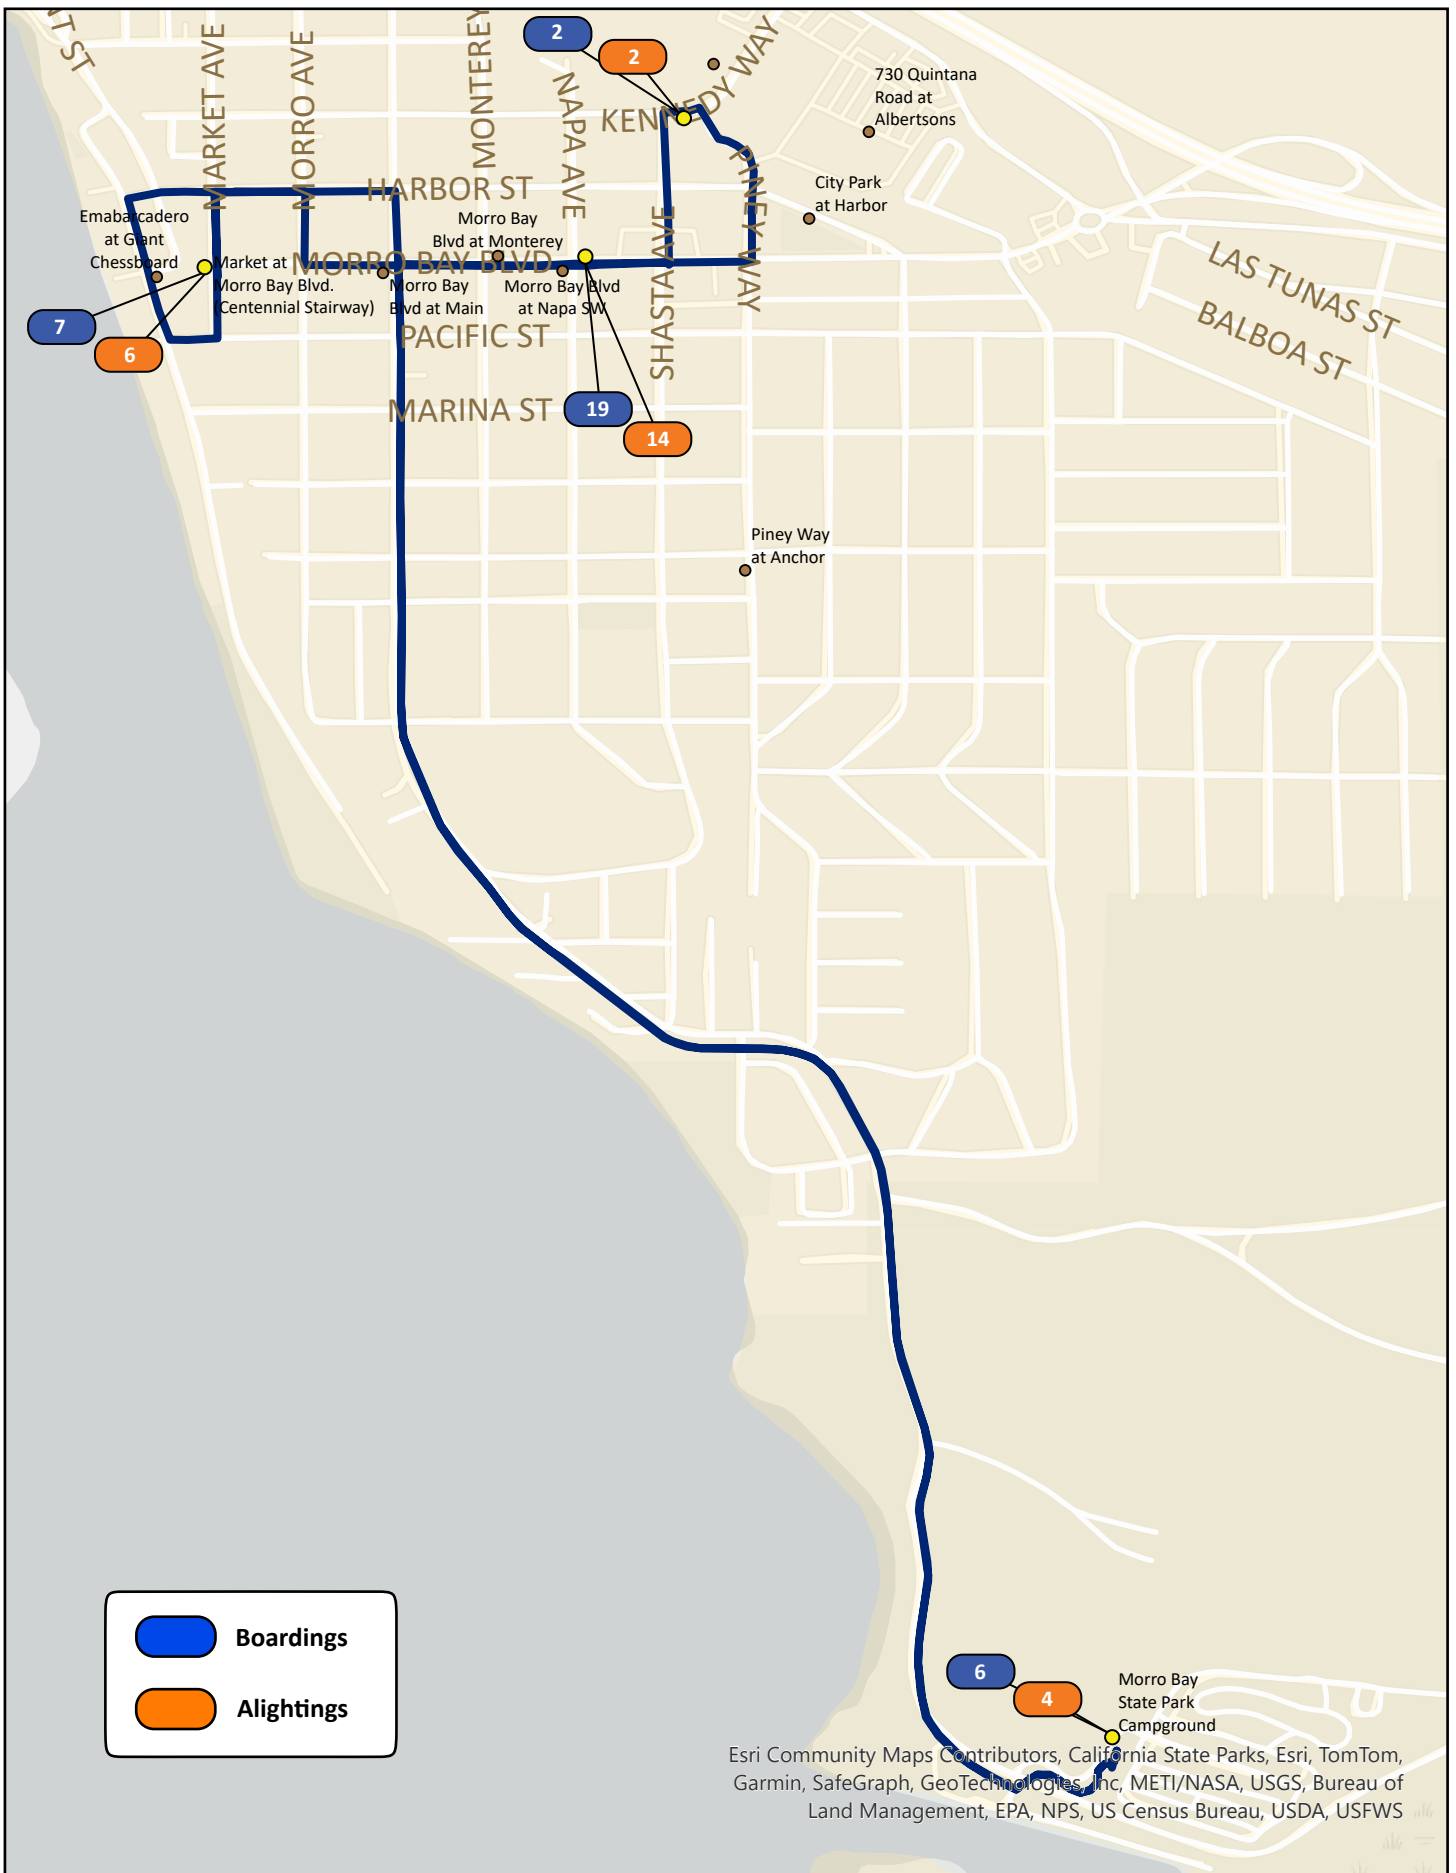 NT ST
MARKET AVE
MORRO AVE
MONTEREY
NAPA AVE
2
2
KENNEDY WAY
730 Quintana
Road at
Albertsons
PINEY WAY
HARBOR ST
City Park
at Harbor
Emabarcadero
at Giant
Chessboard
Morro Bay
Blvd at Monterey
SHASTA AVE
MORRO BAY BLVD
Market at
Morro Bay Blvd.
(Centennial Stairway)
Morro Bay
Blvd at Main
Morro Bay Blvd
at Napa SW
LAS TUNAS ST
BALBOA ST
7
6
PACIFIC ST
MARINA ST
19
14
Piney Way
at Anchor
Boardings
Alightings
6
4
Morro Bay
State Park
Campground
Esri Community Maps Contributors, California State Parks, Esri, TomTom,
Garmin, SafeGraph, GeoTechnologies, Inc, METI/NASA, USGS, Bureau of
Land Management, EPA, NPS, US Census Bureau, USDA, USFWS